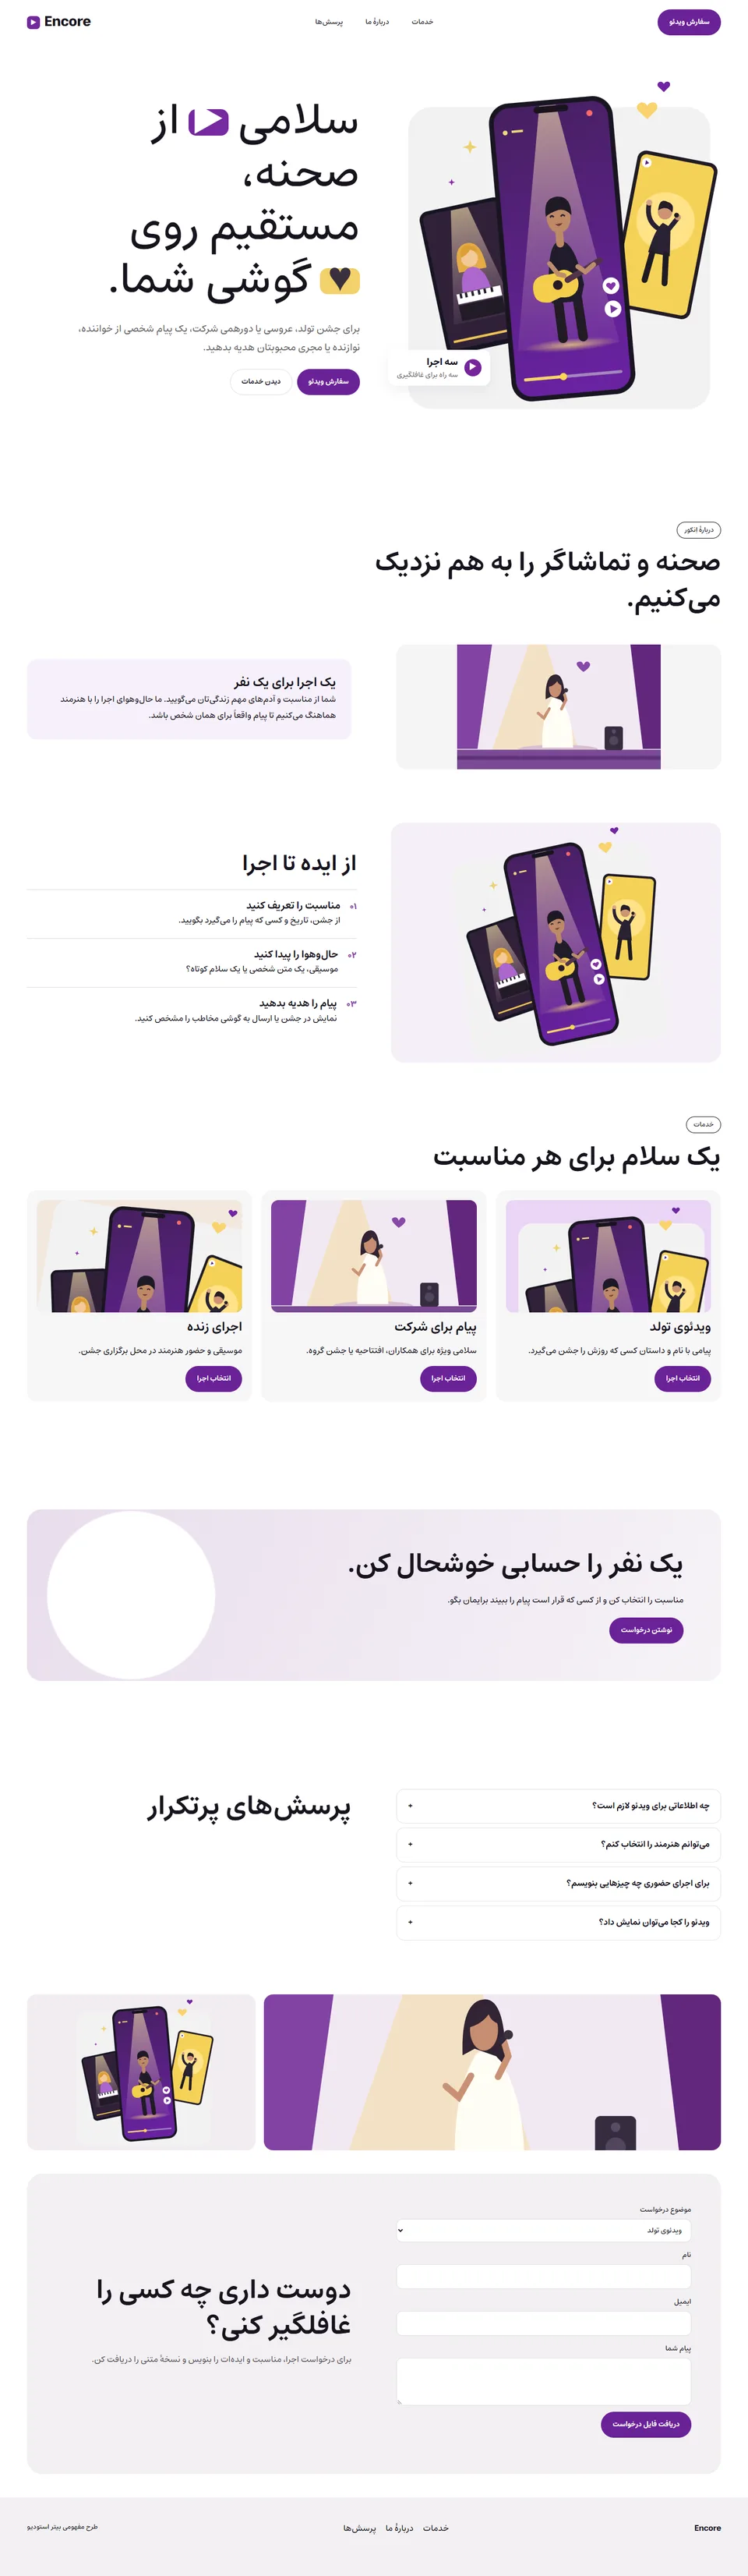 Encore
خدمات
دربارهٔ ما
پرسش‌ها
سفارش ویدئو
سلامی از
صحنه،
مستقیم روی
گوشی شما.
برای جشن تولد، عروسی یا دورهمی شرکت، یک پیام شخصی از خواننده،
نوازنده یا مجری محبوبتان هدیه بدهید.
سفارش ویدئو
دیدن خدمات
سه اجرا
سه راه برای غافلگیری
دربارهٔ انکور
صحنه و تماشاگر را به هم نزدیک
می‌کنیم.
یک اجرا برای یک نفر
شما از مناسبت و آدم‌های مهم زندگی‌تان می‌گویید. ما حال‌وهوای اجرا را با هنرمند
هماهنگ می‌کنیم تا پیام واقعاً برای همان شخص باشد.
از ایده تا اجرا
۰۱
مناسبت را تعریف کنید
از جشن، تاریخ و کسی که پیام را می‌گیرد بگویید.
۰۲
حال‌وهوا را پیدا کنید
موسیقی، یک متن شخصی یا یک سلام کوتاه؟
۰۳
پیام را هدیه بدهید
نمایش در جشن یا ارسال به گوشی مخاطب را مشخص کنید.
خدمات
یک سلام برای هر مناسبت
ویدئوی تولد
پیامی با نام و داستان کسی که روزش را جشن می‌گیرد.
انتخاب اجرا
پیام برای شرکت
سلامی ویژه برای همکاران، افتتاحیه یا جشن گروه.
انتخاب اجرا
اجرای زنده
موسیقی و حضور هنرمند در محل برگزاری جشن.
انتخاب اجرا
یک نفر را حسابی خوشحال کن.
مناسبت را انتخاب کن و از کسی که قرار است پیام را ببیند برایمان بگو.
نوشتن درخواست
پرسش‌های پرتکرار
چه اطلاعاتی برای ویدئو لازم است؟
+
می‌توانم هنرمند را انتخاب کنم؟
+
برای اجرای حضوری چه چیزهایی بنویسم؟
+
ویدئو را کجا می‌توان نمایش داد؟
+
موضوع درخواست
ویدئوی تولد
نام
ایمیل
پیام شما
دریافت فایل درخواست
دوست داری چه کسی را
غافلگیر کنی؟
برای درخواست اجرا، مناسبت و ایده‌ات را بنویس و نسخهٔ متنی را دریافت کن.
Encore
خدمات
دربارهٔ ما
پرسش‌ها
طرح مفهومی بیتر استودیو